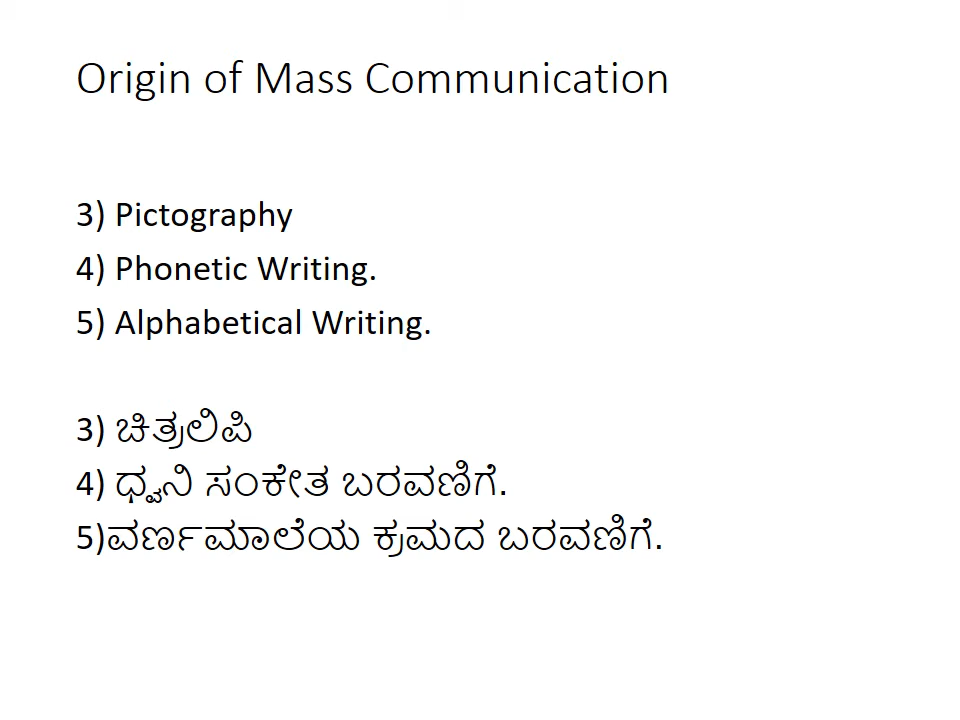 Origin of Mass Communication
3) Pictography
4) Phonetic Writing.
5) Alphabetical Writing.
3) ಚಿತ್ರಲಿಪಿ
4) ಧ್ವನಿ ಸಂಕೇತ ಬರವಣಿಗೆ.
5)ವರ್ಣಮಾಲೆಯ ಕ್ರಮದ ಬರವಣಿಗೆ.